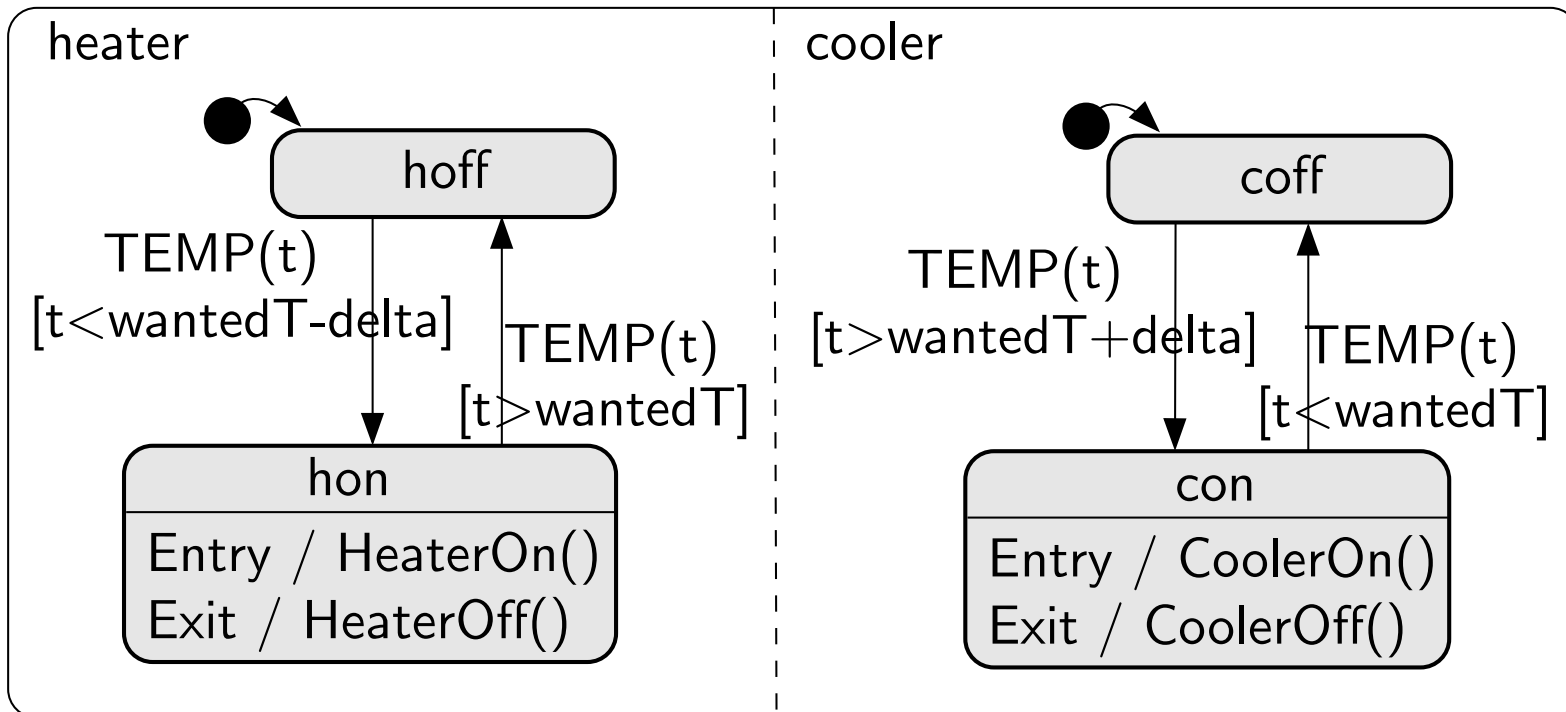 heater
hoff
TEMP(t)
[t<wantedT-delta]
TEMP(t)
[t>wantedT]
hon
Entry / HeaterOn()
Exit / HeaterOff()
cooler
coff
TEMP(t)
[t>wantedT+delta]
TEMP(t)
[t<wantedT]
con
Entry / CoolerOn()
Exit / CoolerOff()